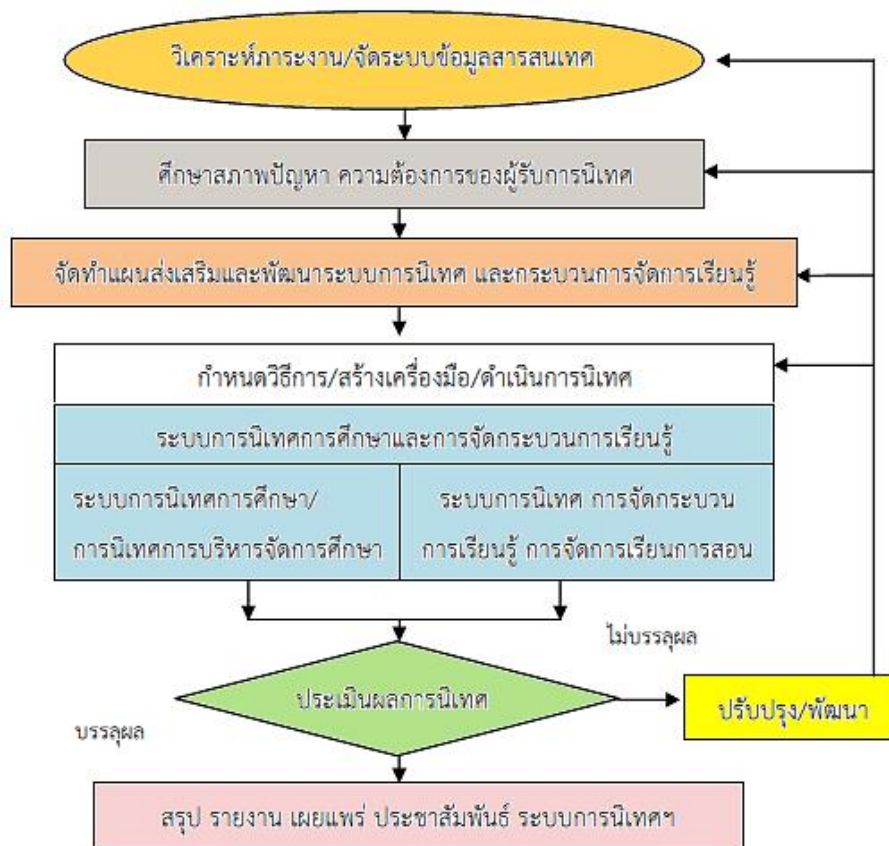 วิเคราะห์ภาระงาน/จัดระบบข้อมูลสารสนเทศ
ศึกษาสภาพปัญหา ความต้องการของผู้รับการนิเทศ
จัดทำแผนส่งเสริมและพัฒนาระบบการนิเทศ และกระบวนการจัดการเรียนรู้
กำหนดวิธีการ/สร้างเครื่องมือ/ดำเนินการนิเทศ
ระบบการนิเทศการศึกษาและการจัดกระบวนการเรียนรู้
ระบบการนิเทศการศึกษา/
การนิเทศการบริหารจัดการศึกษา
ระบบการนิเทศ การจัดกระบวน
การเรียนรู้ การจัดการเรียนการสอน
ไม่บรรลุผล
ประเมินผลการนิเทศ
ปรับปรุง/พัฒนา
บรรลุผล
สรุป รายงาน เผยแพร่ ประชาสัมพันธ์ ระบบการนิเทศฯ